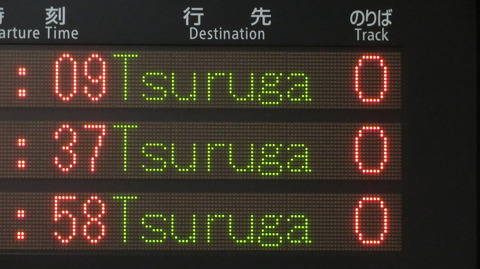 時刻 行先 のりば
arture Time Destination Track
:09 Tsuruga 0
:37 Tsuruga 0
:58 Tsuruga 0